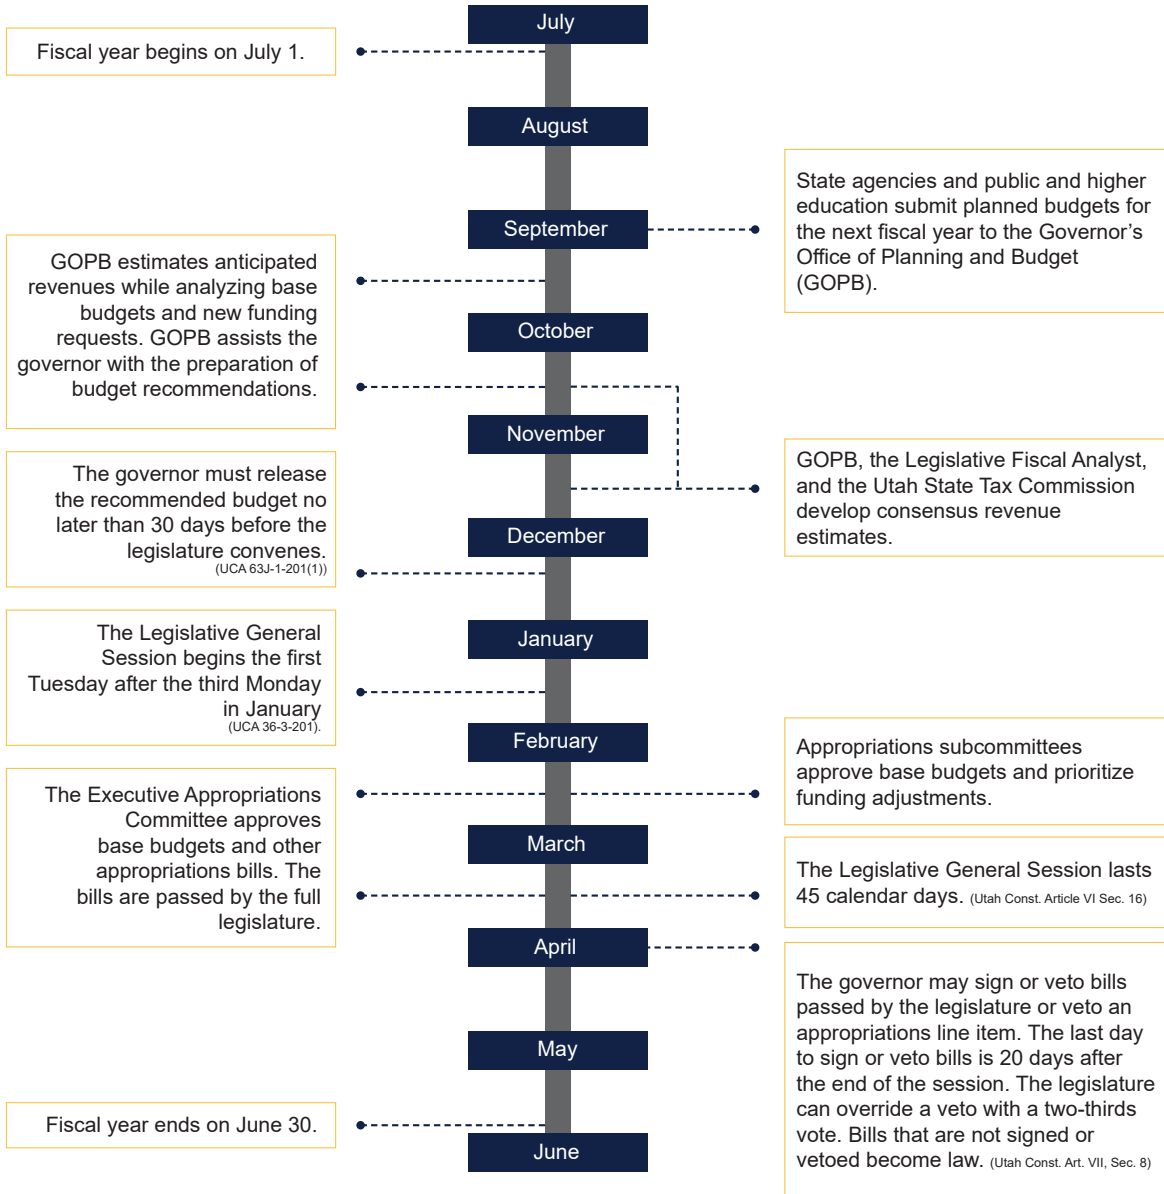 July
Fiscal year begins on July 1.
August
State agencies and public and higher
education submit planned budgets for
the next fiscal year to the Governor’s
Office of Planning and Budget
(GOPB).
September
GOPB estimates anticipated
revenues while analyzing base
budgets and new funding
requests. GOPB assists the
governor with the preparation of
budget recommendations.
October
November
GOPB, the Legislative Fiscal Analyst,
and the Utah State Tax Commission
develop consensus revenue
estimates.
The governor must release
the recommended budget no
later than 30 days before the
legislature convenes.
(UCA 63J-1-201(1))
December
January
The Legislative General
Session begins the first
Tuesday after the third Monday
in January
(UCA 36-3-201).
February
Appropriations subcommittees
approve base budgets and prioritize
funding adjustments.
The Executive Appropriations
Committee approves
base budgets and other
appropriations bills. The
bills are passed by the full
legislature.
March
The Legislative General Session lasts
45 calendar days. (Utah Const. Article VI Sec. 16)
April
The governor may sign or veto bills
passed by the legislature or veto an
appropriations line item. The last day
to sign or veto bills is 20 days after
the end of the session. The legislature
can override a veto with a two-thirds
vote. Bills that are not signed or
vetoed become law. (Utah Const. Art. VII, Sec. 8)
May
Fiscal year ends on June 30.
June